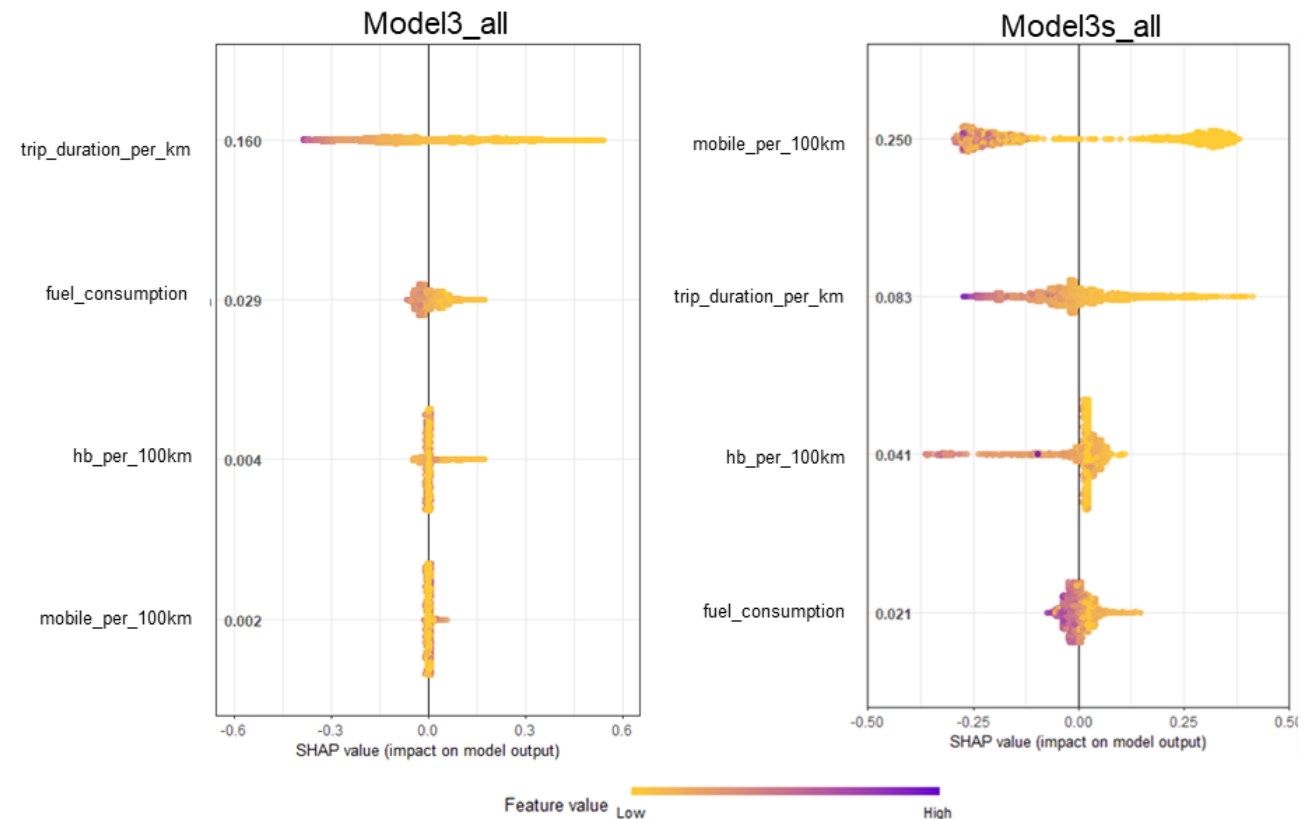 Model3_all
trip_duration_per_km 0.160
fuel_consumption 0.029
hb_per_100km 0.004
mobile_per_100km 0.002
-0.6 -0.3 0.0 0.3 0.6
SHAP value (impact on model output)
Model3s_all
mobile_per_100km 0.250
trip_duration_per_km 0.083
hb_per_100km 0.041
fuel_consumption 0.021
-0.50 -0.25 0.00 0.25 0.50
SHAP value (impact on model output)
Feature value Low High